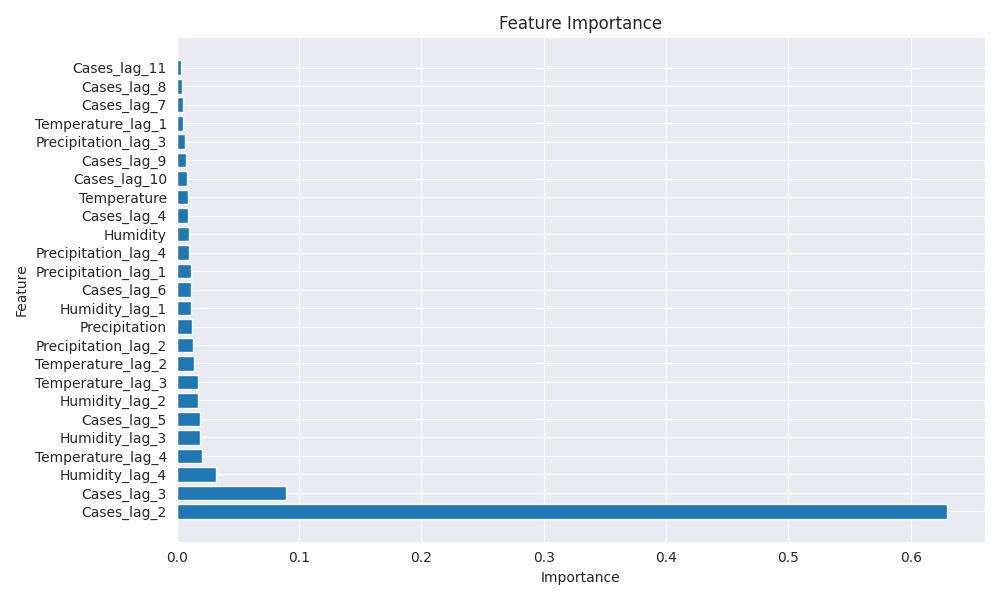 Feature Importance
Cases_lag_11
Cases_lag_8
Cases_lag_7
Temperature_lag_1
Precipitation_lag_3
Cases_lag_9
Cases_lag_10
Temperature
Cases_lag_4
Humidity
Precipitation_lag_4
Precipitation_lag_1
Cases_lag_6
Humidity_lag_1
Precipitation
Precipitation_lag_2
Temperature_lag_2
Temperature_lag_3
Humidity_lag_2
Cases_lag_5
Humidity_lag_3
Temperature_lag_4
Humidity_lag_4
Cases_lag_3
Cases_lag_2
Feature
0.0 0.1 0.2 0.3 0.4 0.5 0.6
Importance